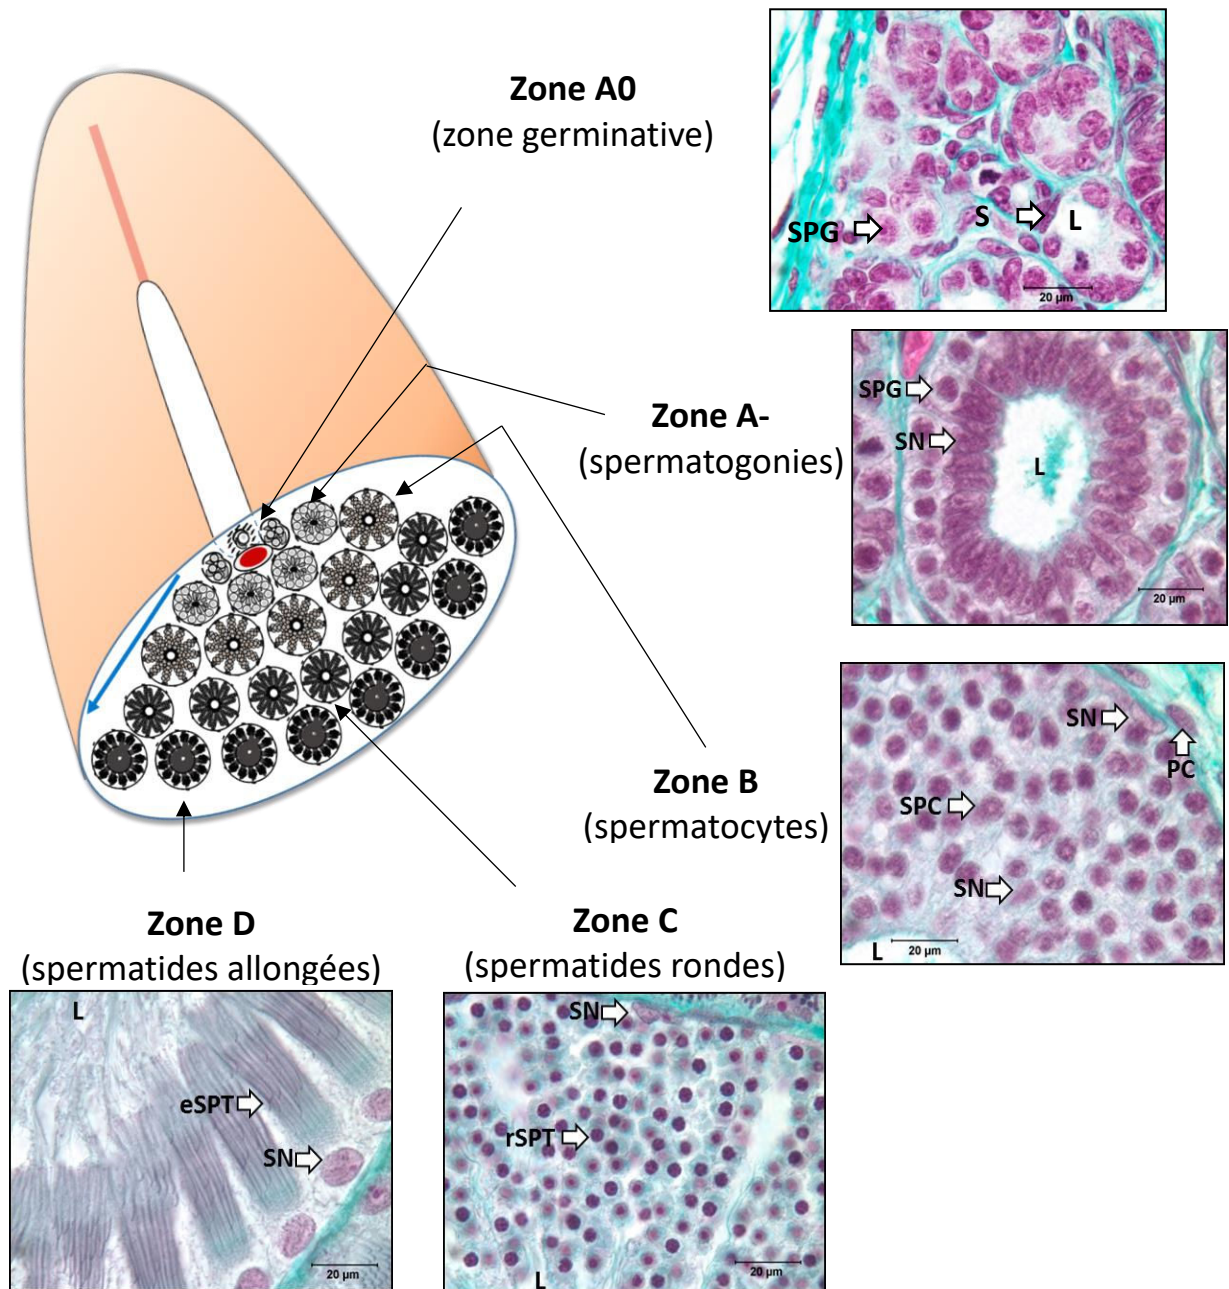 Zone A0
(zone germinative)
SPG
S
L
20 µm
Zone A-
(spermatogonies)
SPG
SN
L
20 µm
Zone B
(spermatocytes)
SN
PC
SPC
SN
L
20 µm
Zone D
(spermatides allongées)
L
eSPT
SN
20 µm
Zone C
(spermatides rondes)
SN
rSPT
L
20 µm